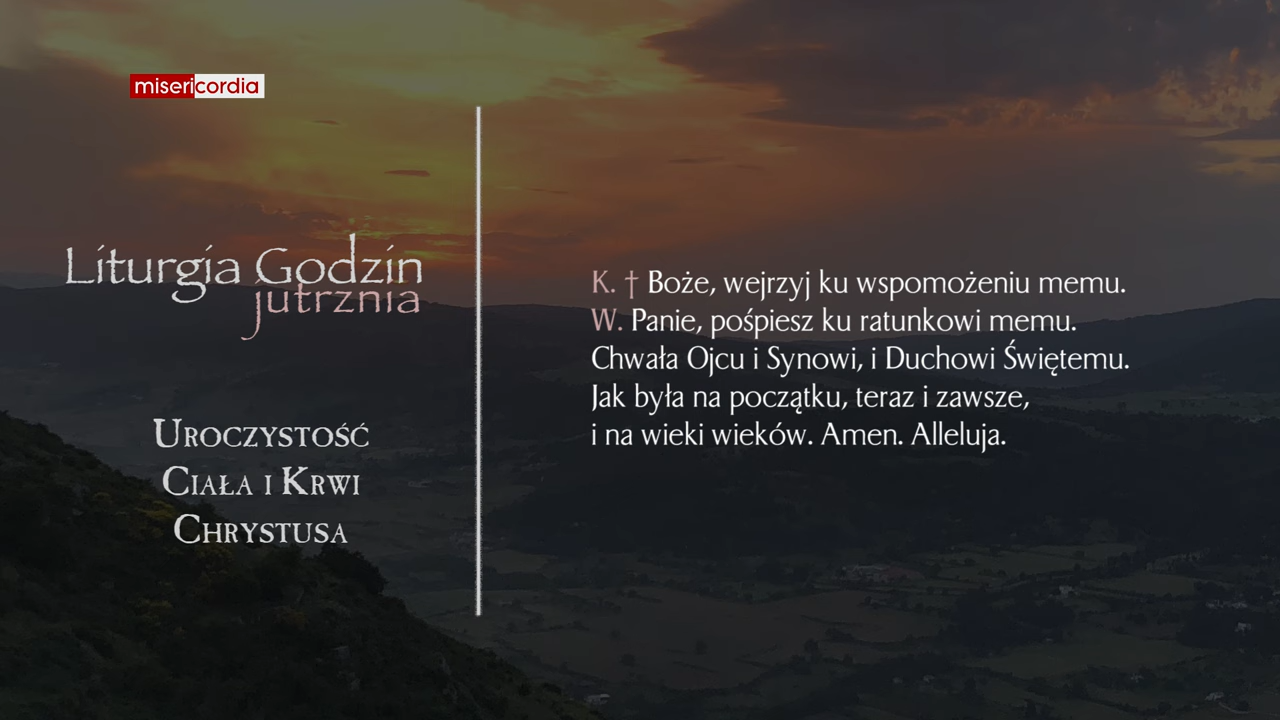 misericordia
Liturgia Godzin
jutrznia
Uroczystość
Ciała i Krwi
Chrystusa
K. † Boże, wejrzyj ku wspomożeniu memu.
W. Panie, pośpiesz ku ratunkowi memu.
Chwała Ojcu i Synowi, i Duchowi Świętemu.
Jak była na początku, teraz i zawsze,
i na wieki wieków. Amen. Alleluja.